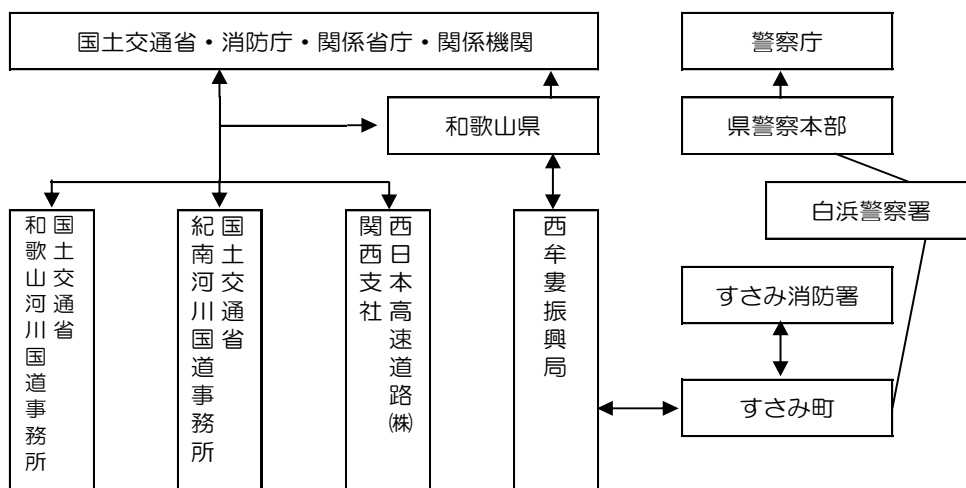 国土交通省・消防庁・関係省庁・関係機関
警察庁
和歌山県
県警察本部
白浜警察署
国土交通省
和歌山河川国道事務所
国土交通省
紀南河川国道事務所
西日本高速道路㈱
関西支社
西牟婁振興局
すさみ消防署
すさみ町